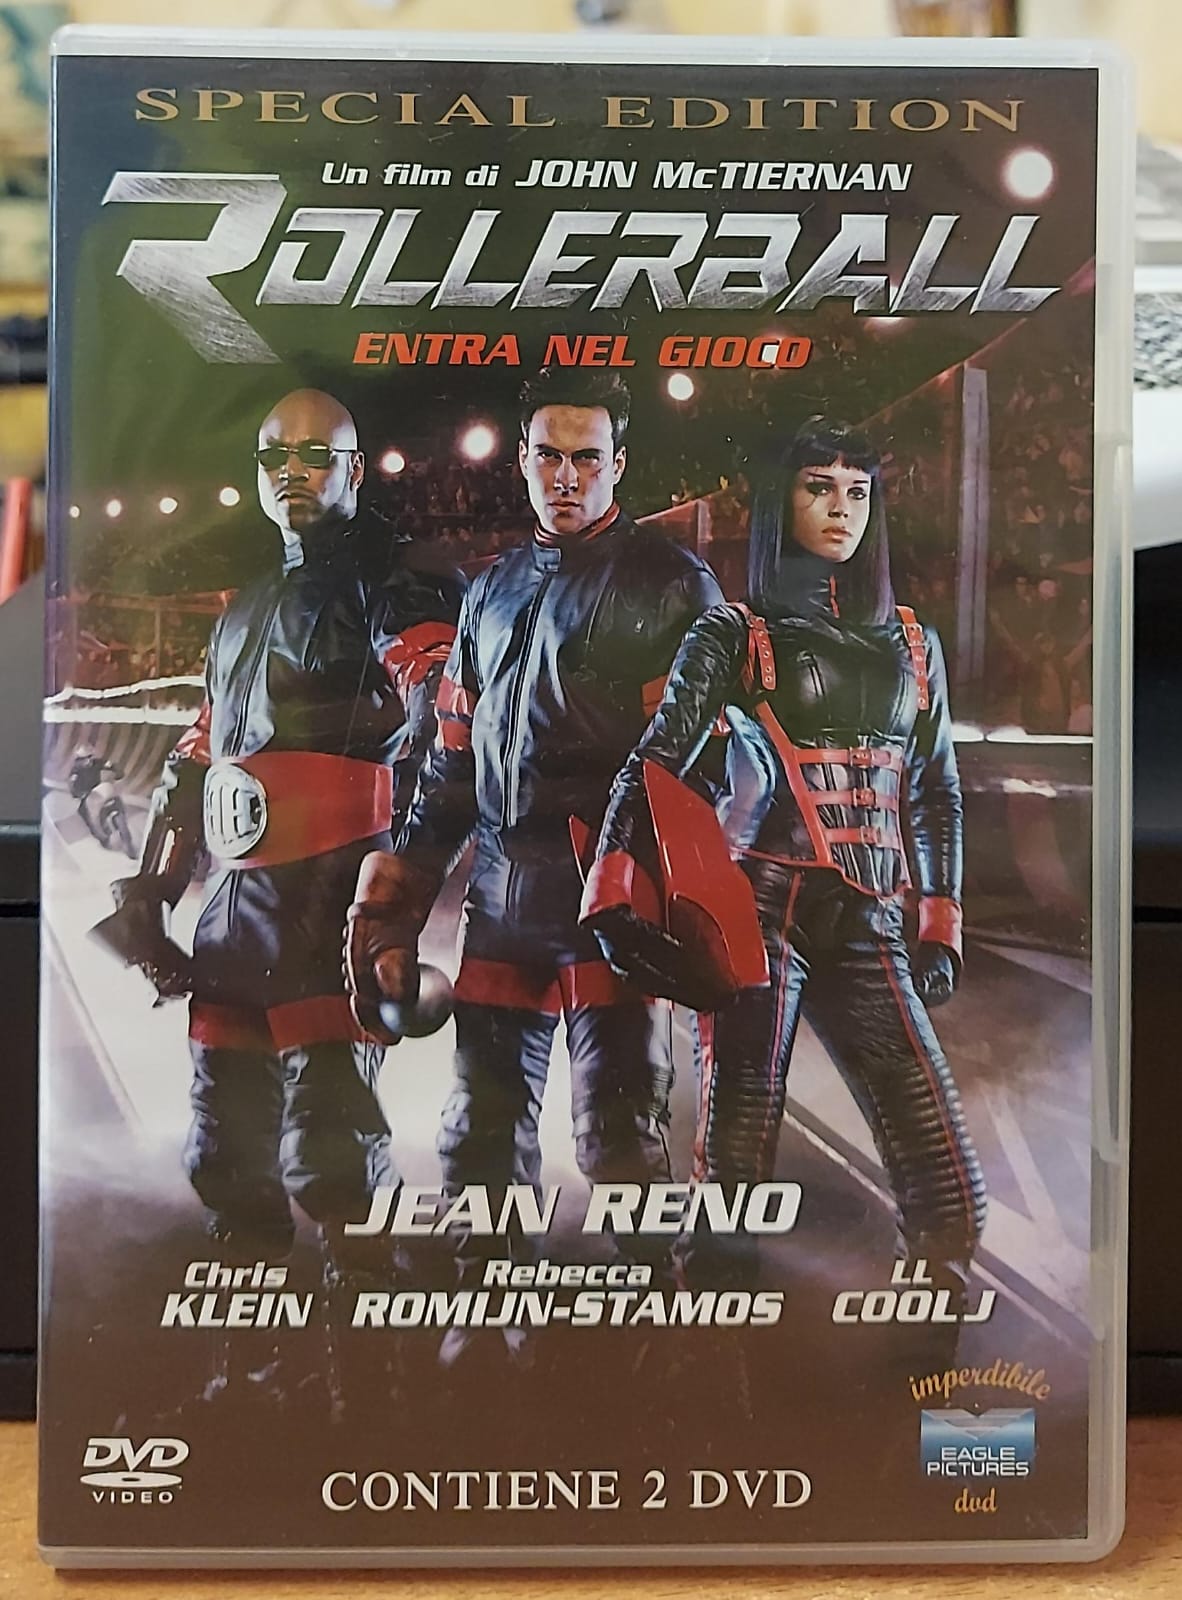 SPECIAL EDITION
Un film di JOHN McTIERNAN
ROLLERBALL
ENTRA NEL GIOCO
JEAN RENO
Chris
KLEIN
Rebecca
ROMIJN-STAMOS
LL
COOL J
imperdibile
EAGLE
PICTURES
dvd
DVD
VIDEO
CONTIENE 2 DVD